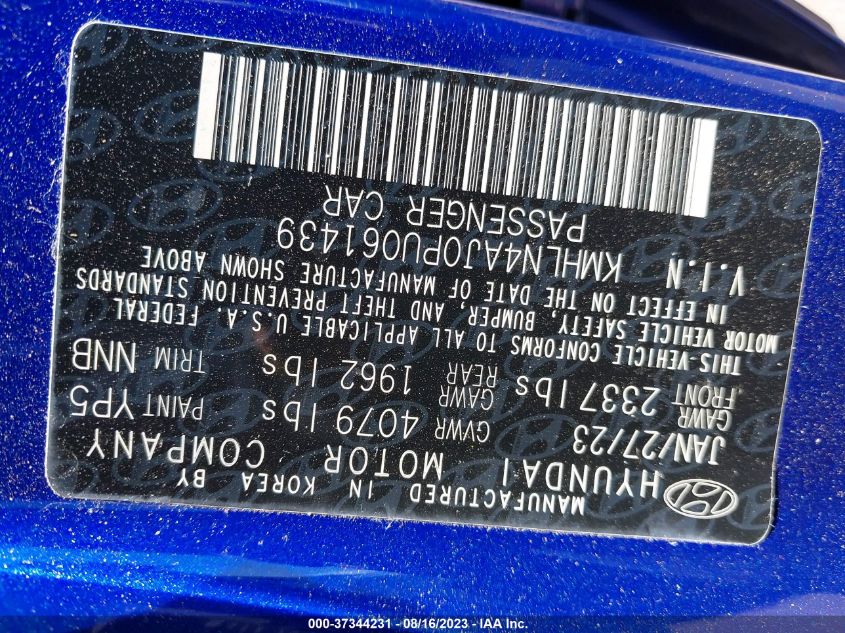 MANUFACTURED IN KOREA BY
HYUNDAI MOTOR COMPANY
JAN/27/23 GVWR 4079 lbs PAINT YP5
GAWR FRONT 2337 lbs GAWR REAR 1962 lbs TRIM NNB
THIS VEHICLE CONFORMS TO ALL APPLICABLE U.S.A. FEDERAL
MOTOR VEHICLE SAFETY, BUMPER, AND THEFT PREVENTION STANDARDS
IN EFFECT ON THE DATE OF MANUFACTURE SHOWN ABOVE
V.I.N KMHLN4AJ0PU061439
PASSENGER CAR
000-37344231 - 08/16/2023 - IAA Inc.